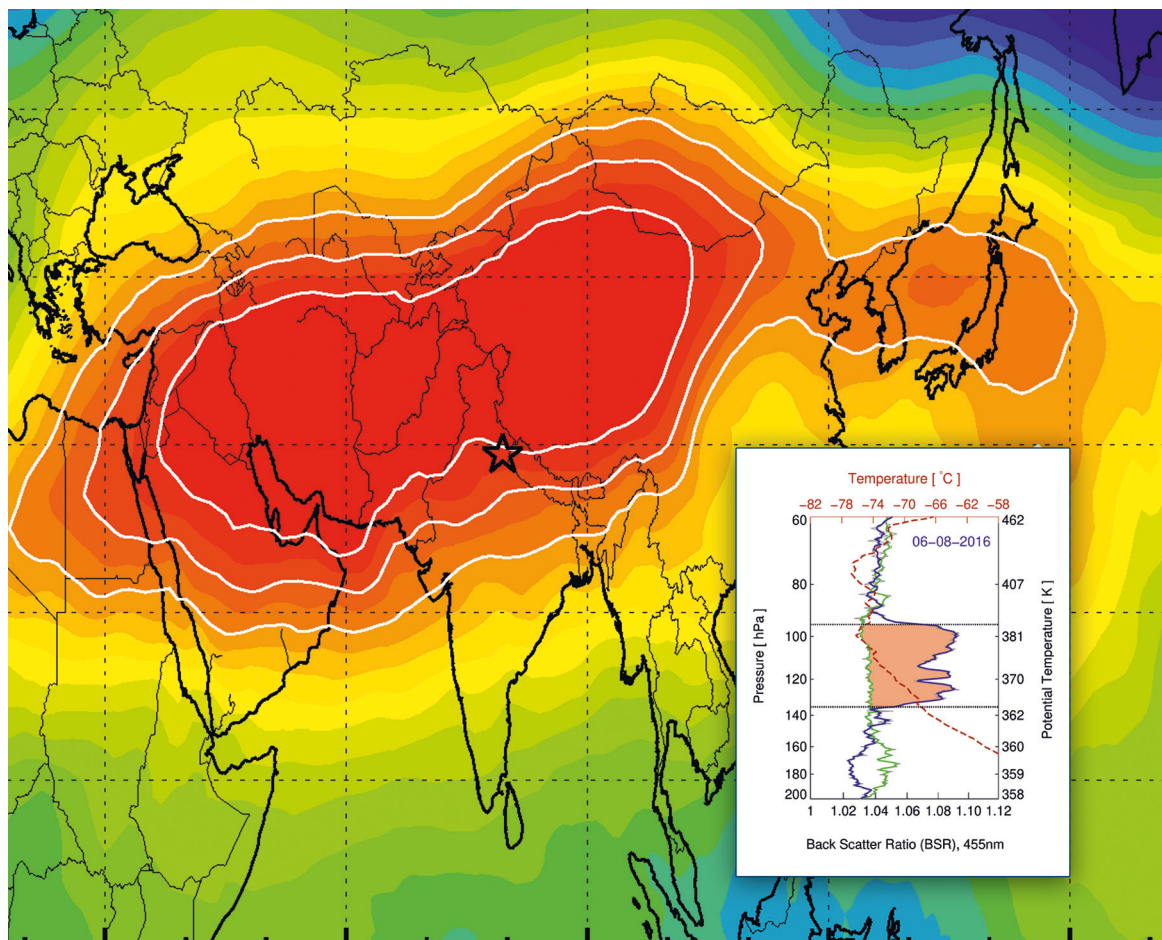 Temperature [ °C]
−82 −78 −74 −70 −66 −62 −58
60 462
06−08−2016
80 407
100 381
120 370
140 362
160 360
180 359
200 358
Pressure [ hPa]
Potential Temperature [ K]
1 1.02 1.04 1.06 1.08 1.10 1.12
Back Scatter Ratio (BSR), 455nm